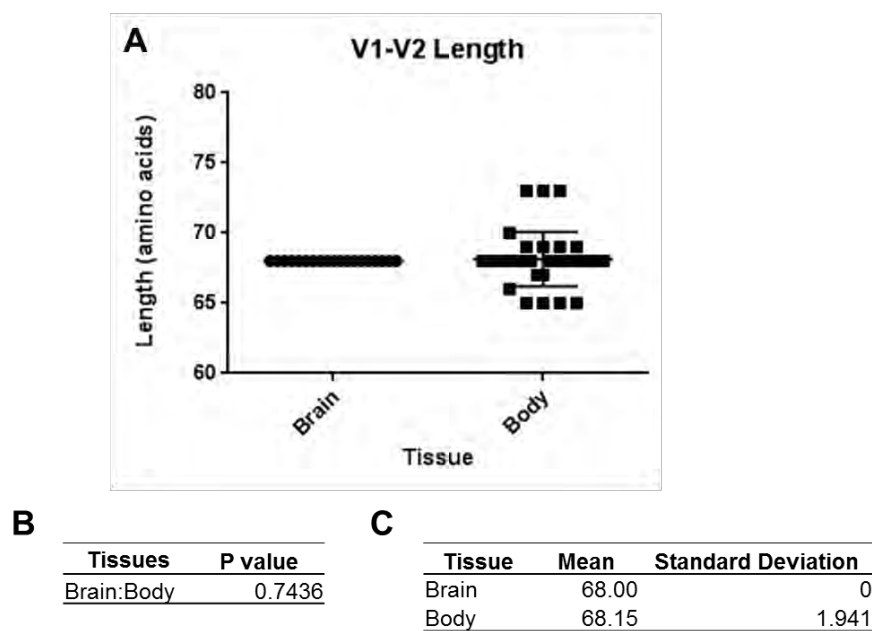 A
V1-V2 Length
80
75
70
65
60
Length (amino acids)
Brain
Body
Tissue
B
Tissues P value
Brain:Body 0.7436
C
Tissue Mean Standard Deviation
Brain 68.00 0
Body 68.15 1.941